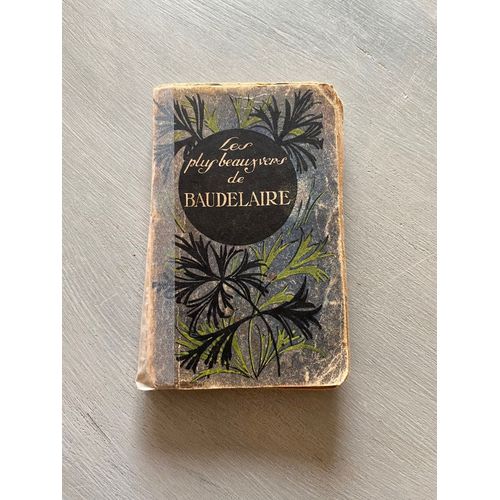 Les
plus beaux vers
de
BAUDELAIRE